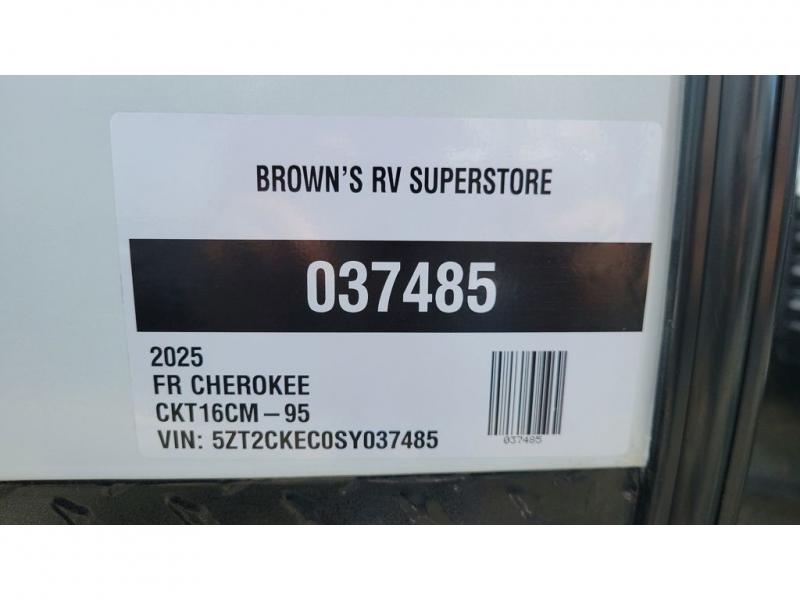 BROWN'S RV SUPERSTORE
037485
2025
FR CHEROKEE
CKT16CM – 95
VIN: 5ZT2CKEC0SY037485
037485